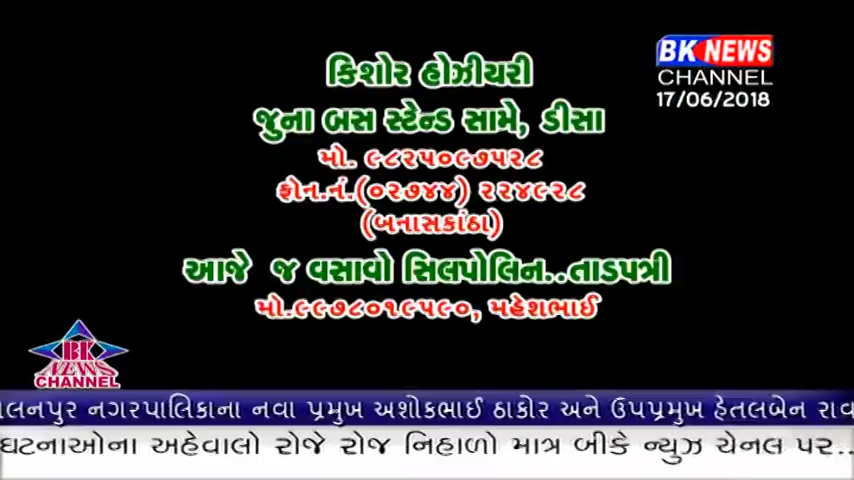 BK NEWS
CHANNEL
17/06/2018
કિશોર હોઝીયરી
જુના બસ સ્ટેન્ડ સામે, ડીસા
મો. ૯૮૨૫૦૯૭૫૨૮
ફોન.નં.(૦૨૭૪૪) ૨૨૪૯૨૮
(બનાસકાંઠા)
આજે જ વસાવો સિલપોલિન..તાડપત્રી
મો.૯૯૭૮૦૧૯૫૯૦, મહેશભાઈ
BK
NEWS
CHANNEL
લનપુર નગરપાલિકાના નવા પ્રમુખ અશોકભાઈ ઠાકોર અને ઉપપ્રમુખ હેતલબેન રાવ
ઘટનાઓના અહેવાલો રોજે રોજ નિહાળો માત્ર બીકે ન્યુઝ ચેનલ પર..